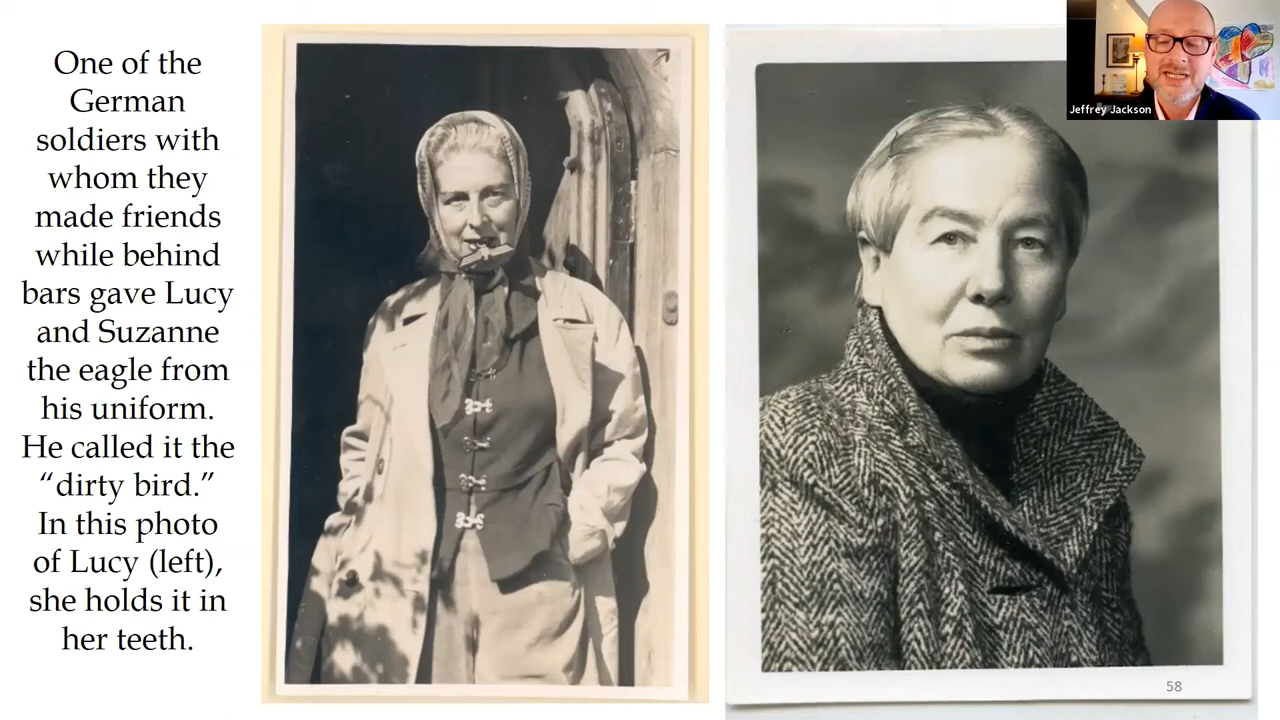 One of the
German
soldiers with
whom they
made friends
while behind
bars gave Lucy
and Suzanne
the eagle from
his uniform.
He called it the
“dirty bird.”
In this photo
of Lucy (left),
she holds it in
her teeth.
Jeffrey Jackson
58